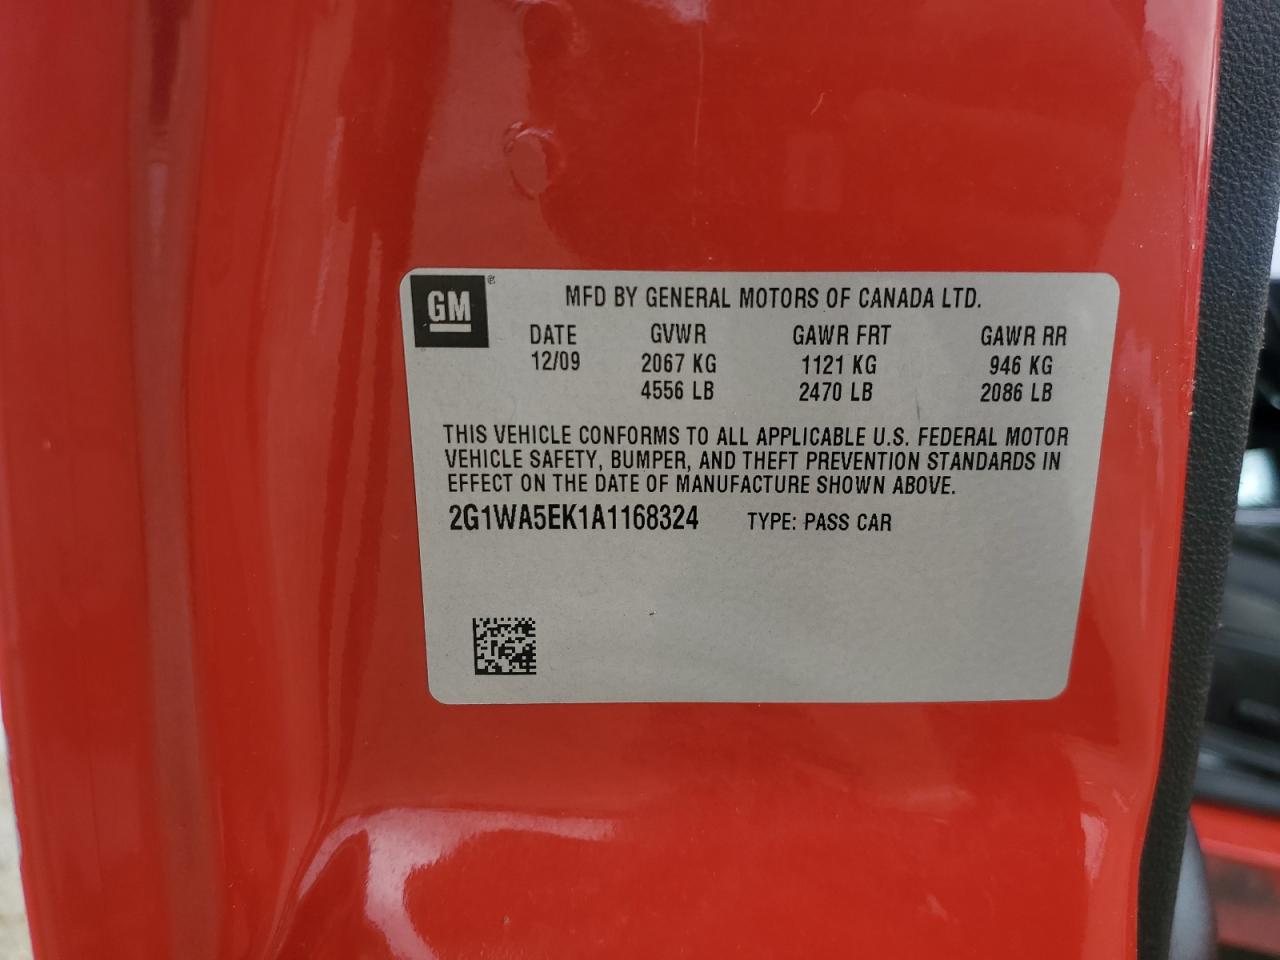 GM ®
MFD BY GENERAL MOTORS OF CANADA LTD.
DATE GVWR GAWR FRT GAWR RR
12/09 2067 KG 1121 KG 946 KG
4556 LB 2470 LB 2086 LB
THIS VEHICLE CONFORMS TO ALL APPLICABLE U.S. FEDERAL MOTOR
VEHICLE SAFETY, BUMPER, AND THEFT PREVENTION STANDARDS IN
EFFECT ON THE DATE OF MANUFACTURE SHOWN ABOVE.
2G1WA5EK1A1168324 TYPE: PASS CAR